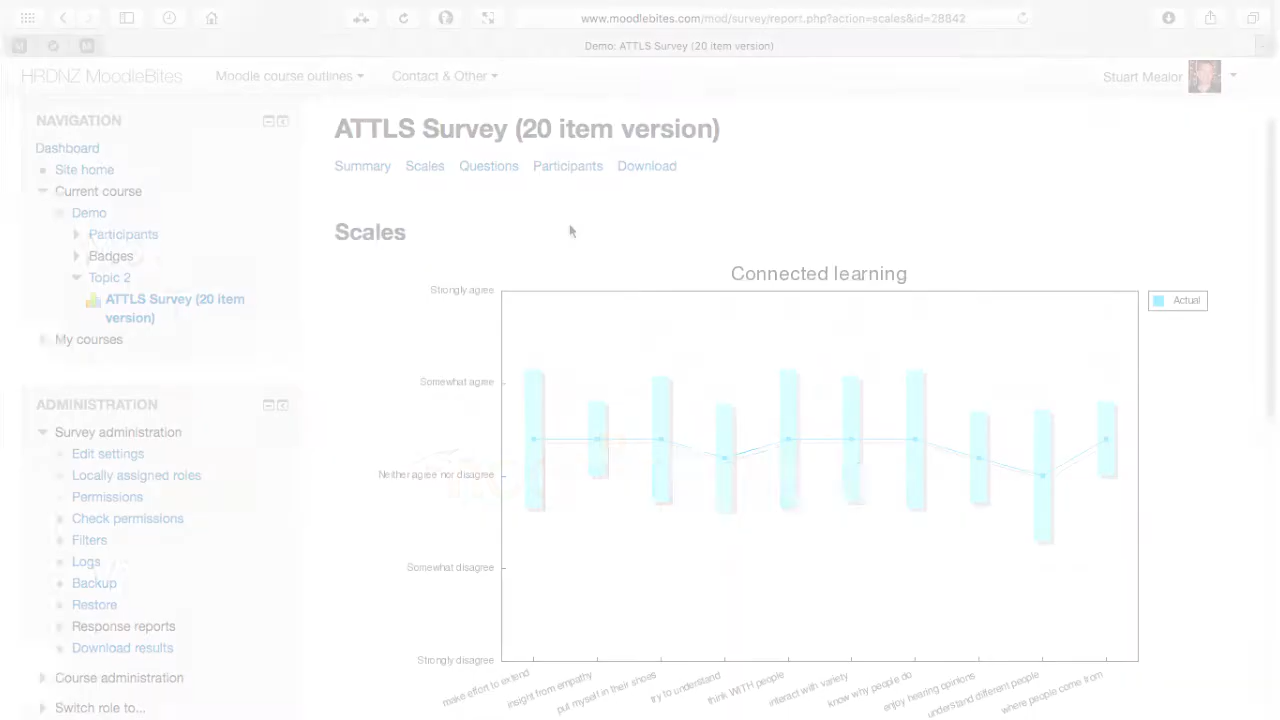 www.moodlebites.com/mod/survey/report.php?action=scales&id=28842
Demo: ATTLS Survey (20 item version)
HRDNZ MoodleBites
Moodle course outlines
Contact & Other
Stuart Mealor
NAVIGATION
Dashboard
Site home
Current course
Demo
Participants
Badges
Topic 2
ATTLS Survey (20 item
version)
My courses
ADMINISTRATION
Survey administration
Edit settings
Locally assigned roles
Permissions
Check permissions
Filters
Logs
Backup
Restore
Response reports
Download results
Course administration
Switch role to...
ATTLS Survey (20 item version)
Summary Scales Questions Participants Download
Scales
Connected learning
Actual
Strongly agree
Somewhat agree
Neither agree nor disagree
Somewhat disagree
Strongly disagree
make effort to extend
insight from empathy
put myself in their shoes
try to understand
think WITH people
interact with variety
know why people do
enjoy hearing opinions
understand different people
where people come from